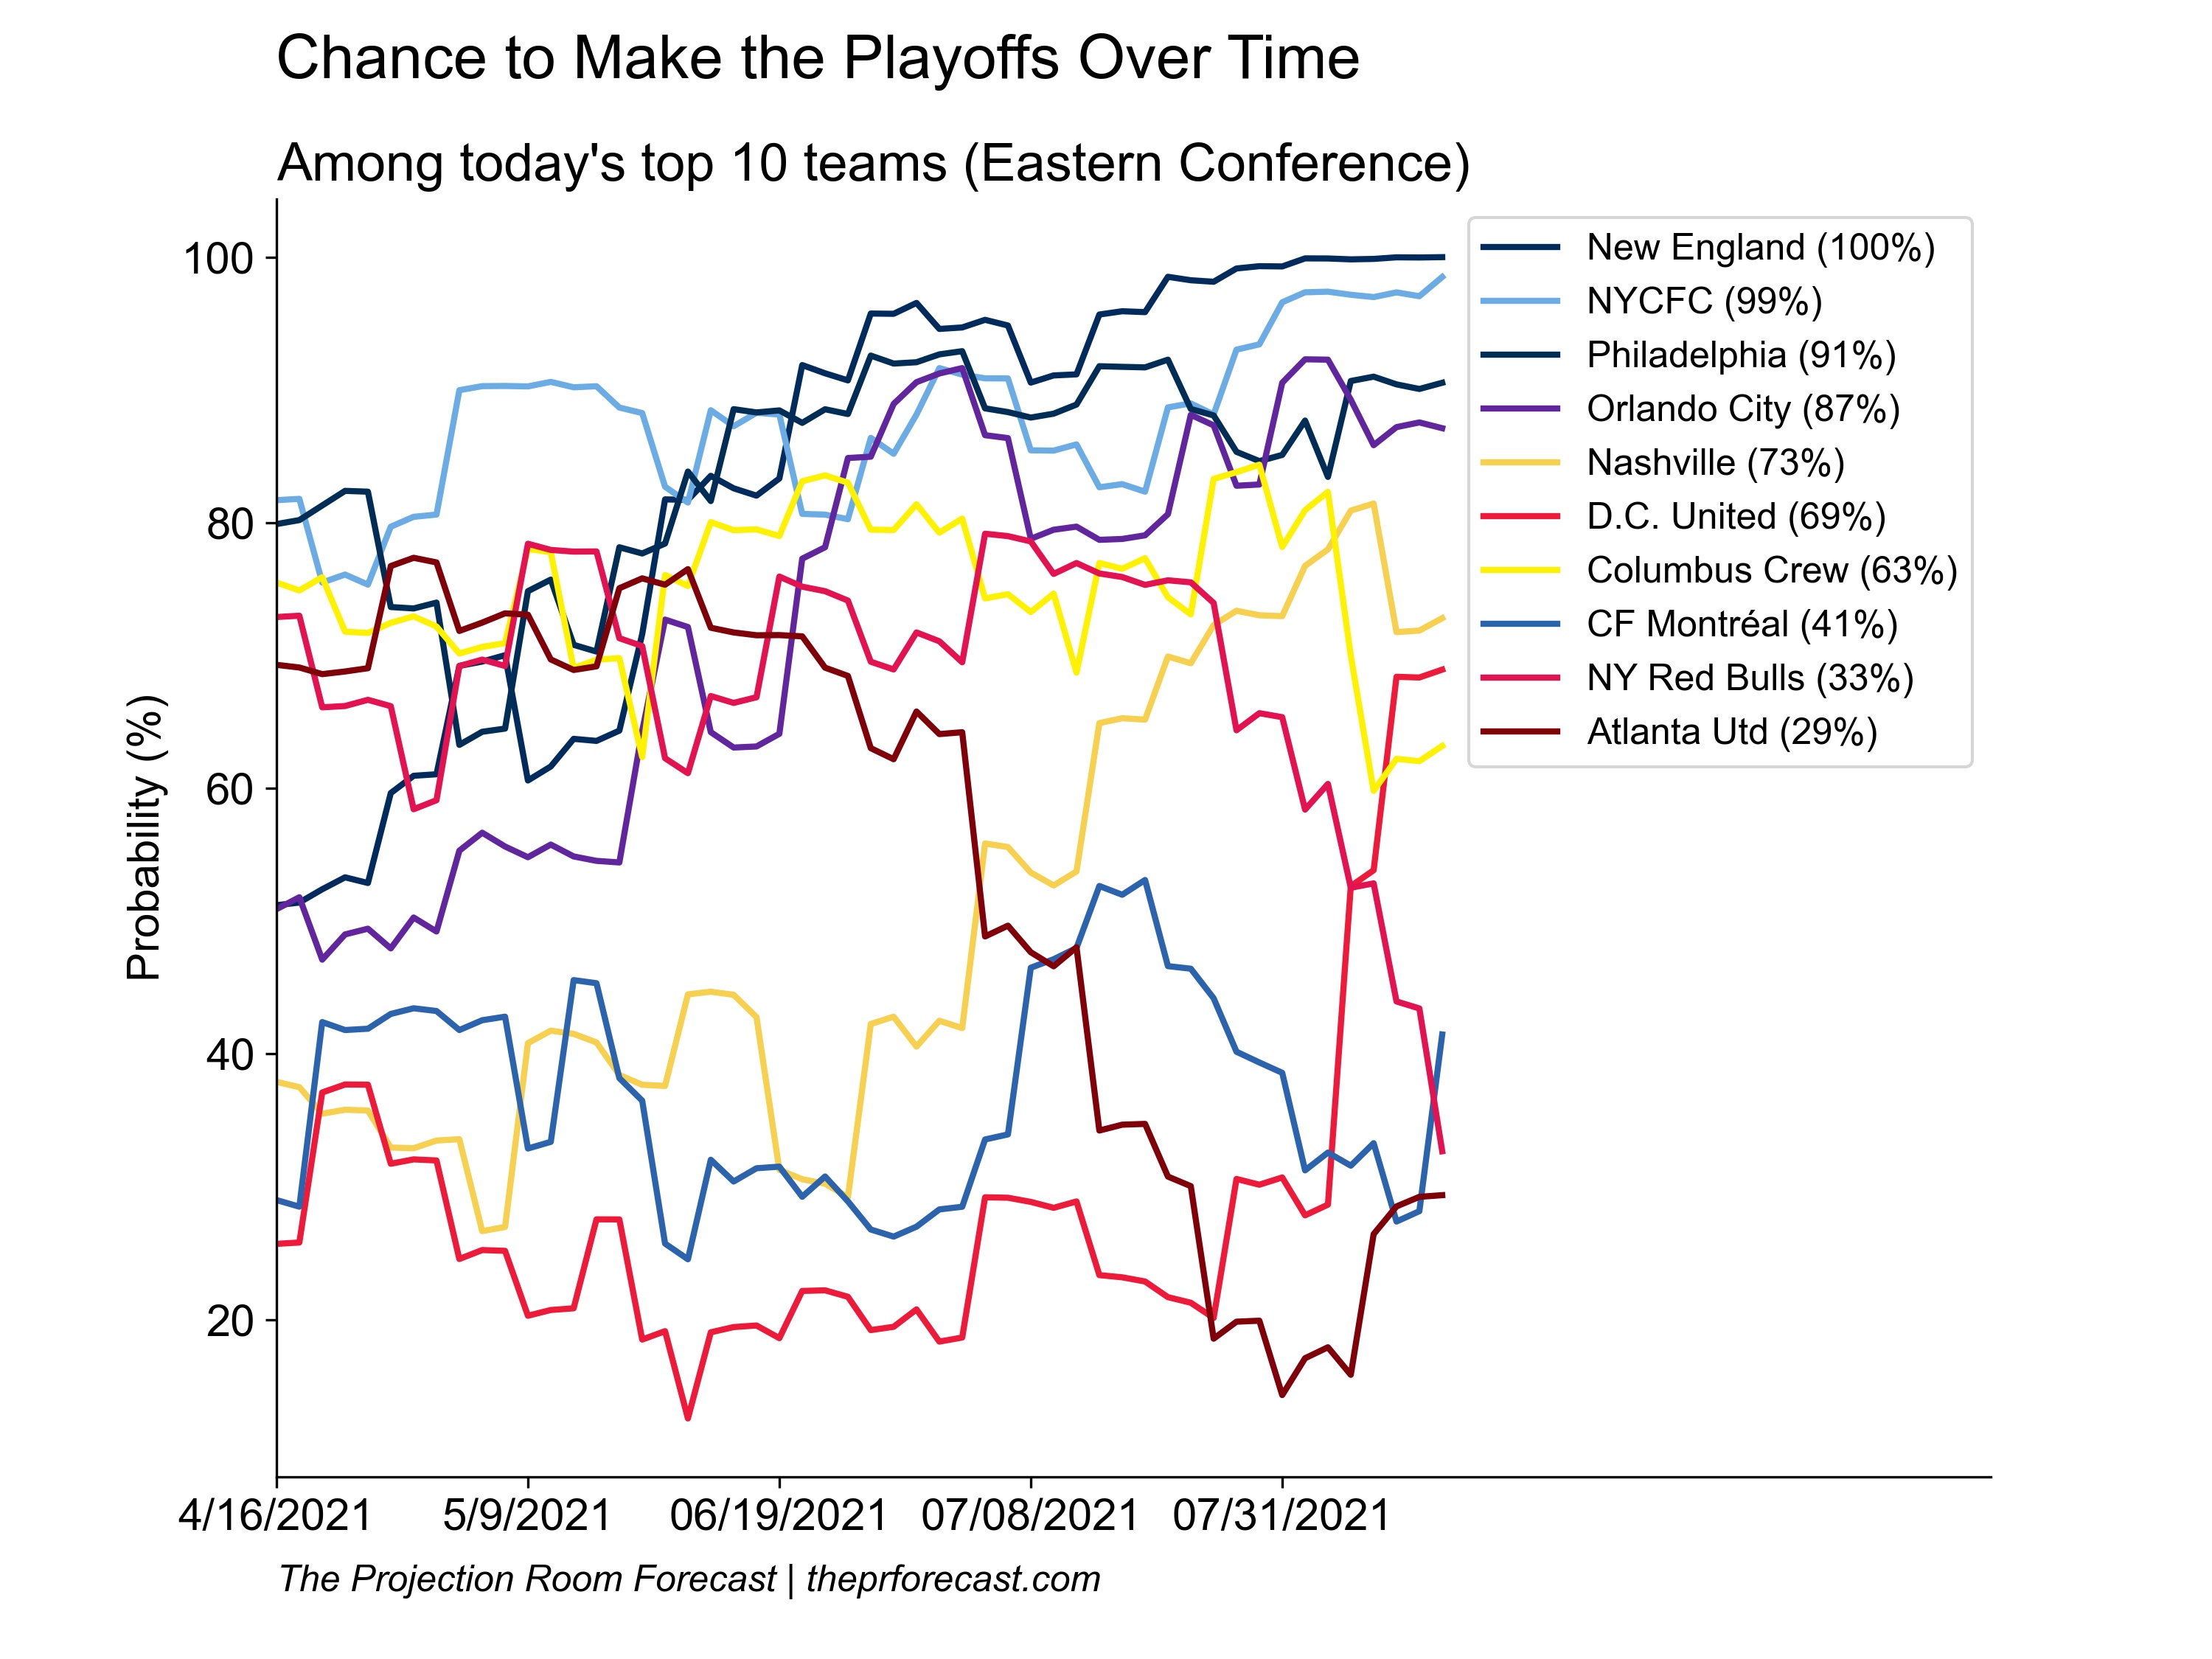 Chance to Make the Playoffs Over Time
Among today's top 10 teams (Eastern Conference)
100
80
60
40
20
Probability (%)
New England (100%)
NYCFC (99%)
Philadelphia (91%)
Orlando City (87%)
Nashville (73%)
D.C. United (69%)
Columbus Crew (63%)
CF Montréal (41%)
NY Red Bulls (33%)
Atlanta Utd (29%)
4/16/2021 5/9/2021 06/19/2021 07/08/2021 07/31/2021
The Projection Room Forecast | theprforecast.com